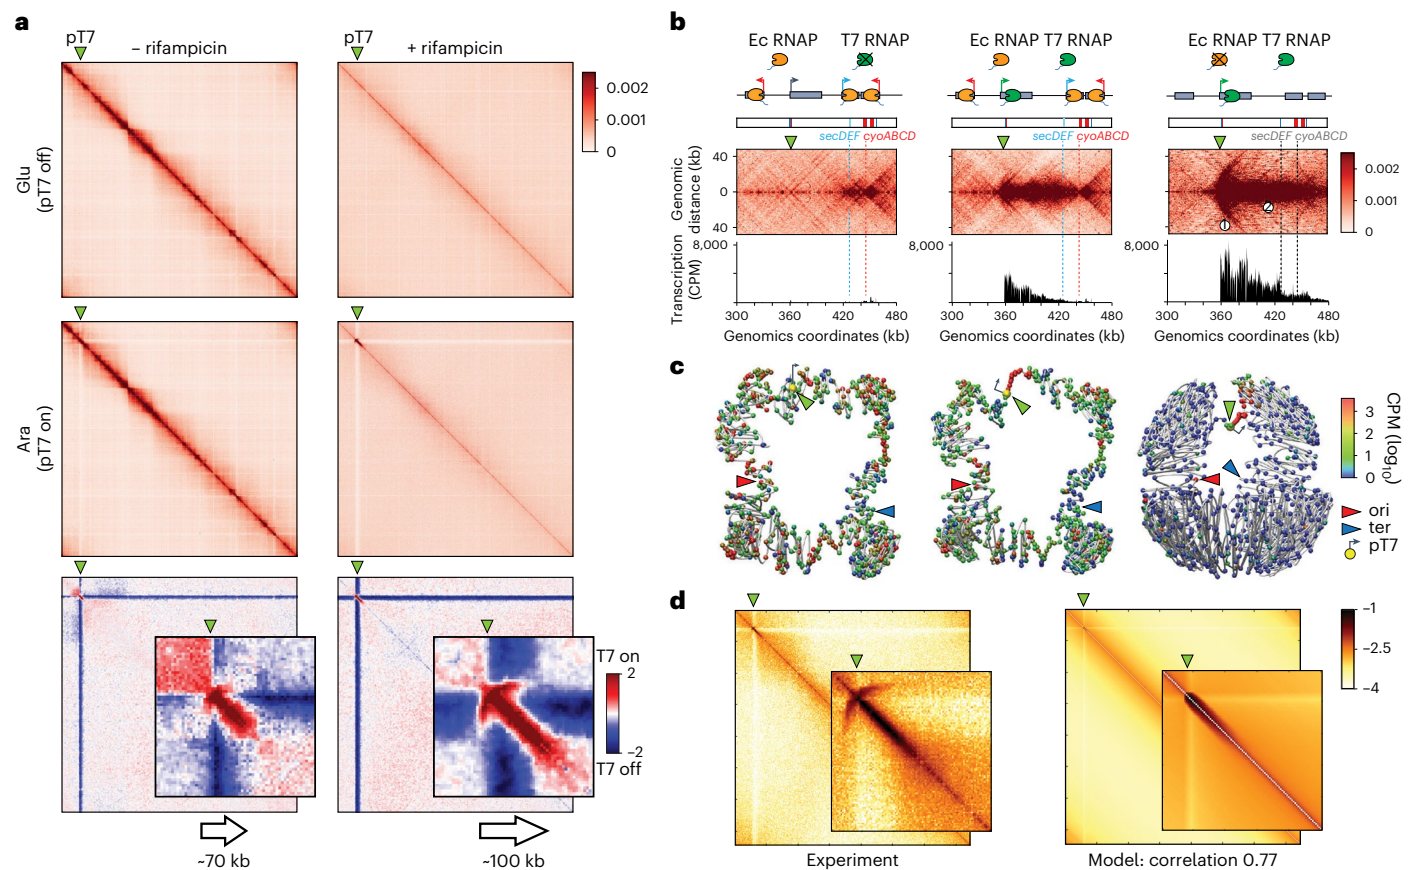 a
pT7
– rifampicin
pT7
+ rifampicin
Glu
(pT7 off)
0.002
0.001
0
Ara
(pT7 on)
T7 on
2
–2
T7 off
~70 kb
~100 kb
b
Ec RNAP
T7 RNAP
Ec RNAP
T7 RNAP
Ec RNAP
T7 RNAP
secDEF cyoABCD
secDEF cyoABCD
secDEF cyoABCD
Genomic
distance (kb)
40
0
40
1
2
0.002
0.001
0
Transcription
(CPM)
8,000
8,000
8,000
300 360 420 480
300 360 420 480
300 360 420 480
Genomics coordinates (kb)
Genomics coordinates (kb)
Genomics coordinates (kb)
c
CPM (log10)
3
2
1
0
ori
ter
pT7
d
–1
–2.5
–4
Experiment
Model: correlation 0.77